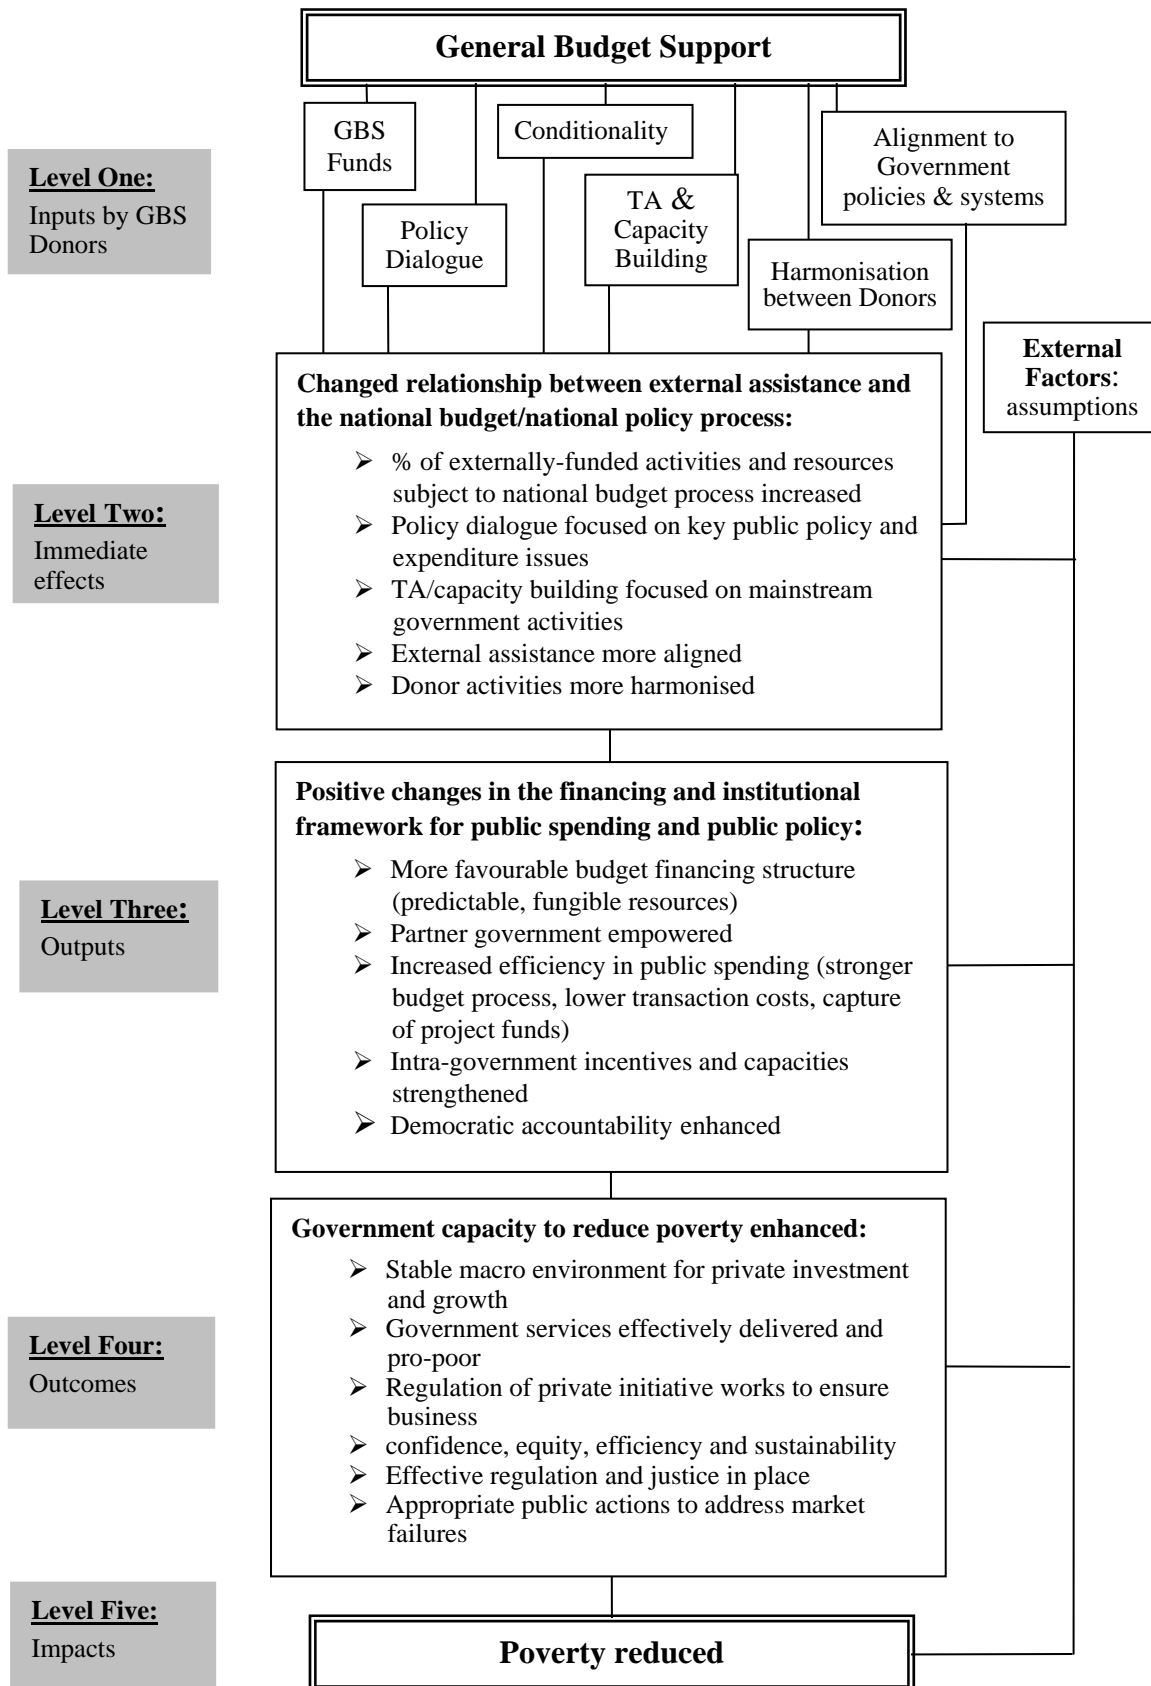 General Budget Support
GBS
Funds
Conditionality
Alignment to
Government
policies & systems
Level One:
Inputs by GBS
Donors
Policy
Dialogue
TA &
Capacity
Building
Harmonisation
between Donors
External
Factors:
assumptions
Changed relationship between external assistance and
the national budget/national policy process:
➢ % of externally-funded activities and resources
subject to national budget process increased
➢ Policy dialogue focused on key public policy and
expenditure issues
➢ TA/capacity building focused on mainstream
government activities
➢ External assistance more aligned
➢ Donor activities more harmonised
Level Two:
Immediate
effects
Positive changes in the financing and institutional
framework for public spending and public policy:
➢ More favourable budget financing structure
(predictable, fungible resources)
➢ Partner government empowered
➢ Increased efficiency in public spending (stronger
budget process, lower transaction costs, capture
of project funds)
➢ Intra-government incentives and capacities
strengthened
➢ Democratic accountability enhanced
Level Three:
Outputs
Government capacity to reduce poverty enhanced:
➢ Stable macro environment for private investment
and growth
➢ Government services effectively delivered and
pro-poor
➢ Regulation of private initiative works to ensure
business
➢ confidence, equity, efficiency and sustainability
➢ Effective regulation and justice in place
➢ Appropriate public actions to address market
failures
Level Four:
Outcomes
Level Five:
Impacts
Poverty reduced